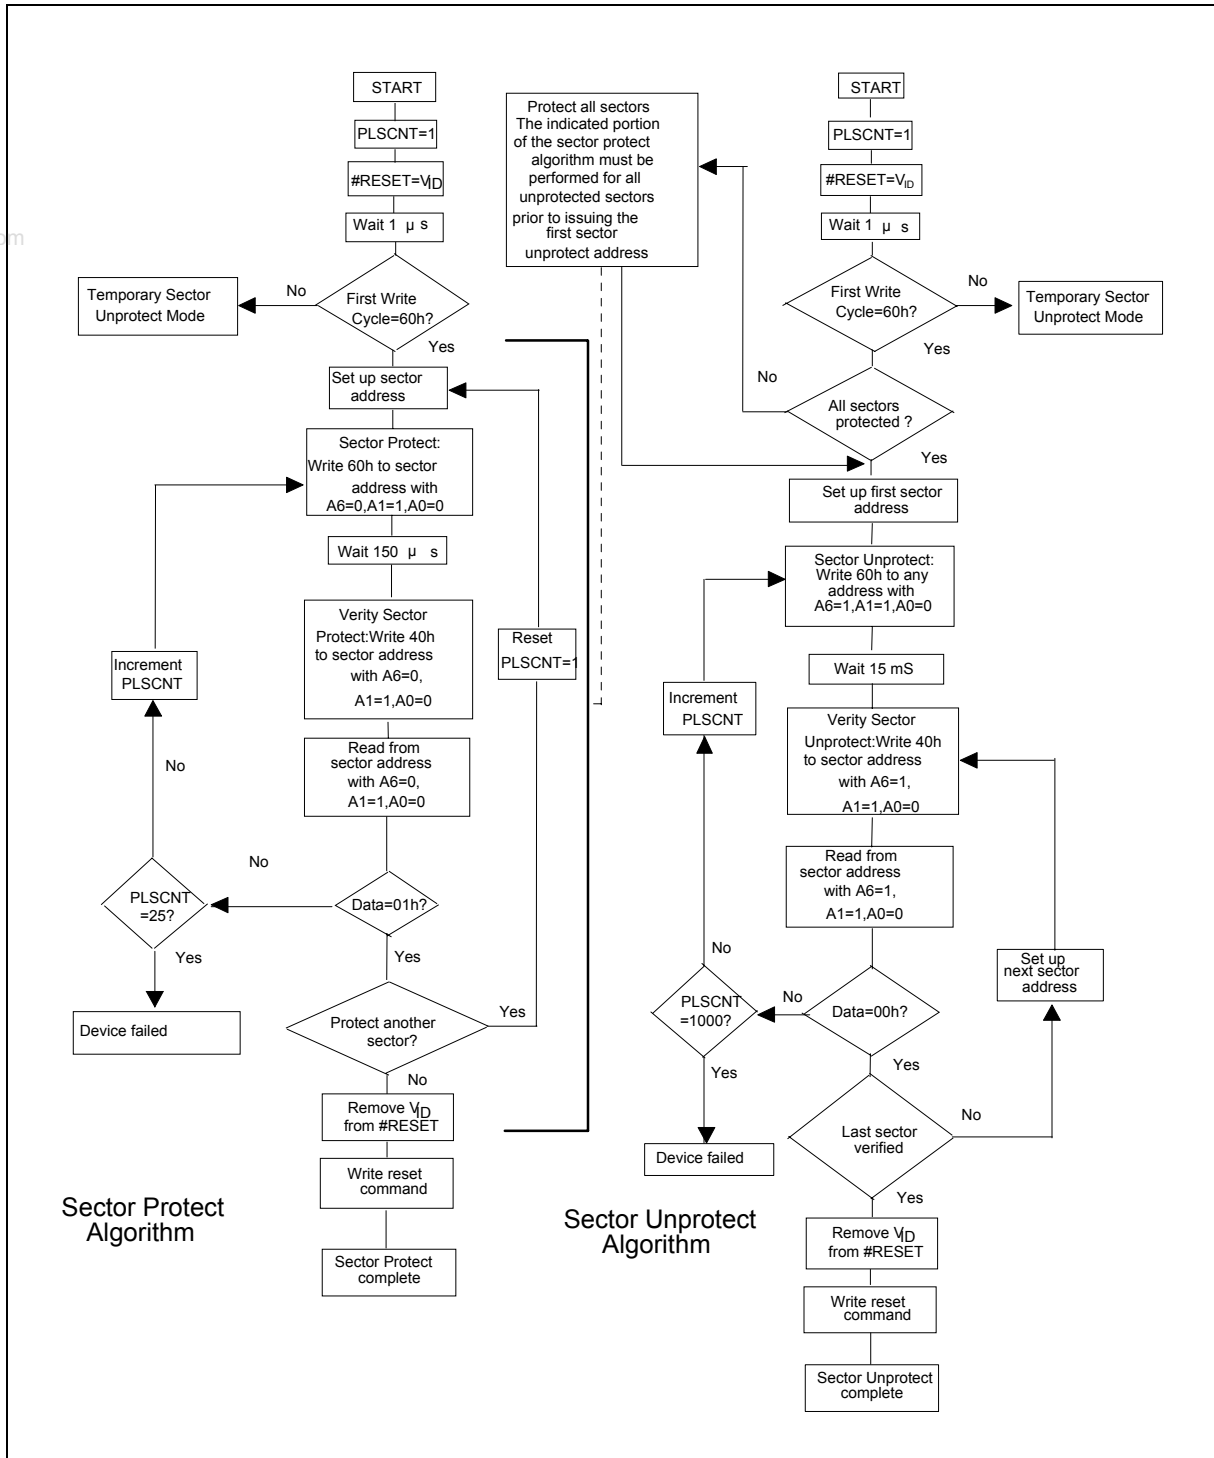 START
PLSCNT=1
#RESET=VID
Wait 1 µ s
First Write
Cycle=60h?
No
Temporary Sector
Unprotect Mode
Yes
Set up sector
address
Sector Protect:
Write 60h to sector
address with
A6=0,A1=1,A0=0
Wait 150 µ s
Verity Sector
Protect:Write 40h
to sector address
with A6=0,
A1=1,A0=0
Reset
PLSCNT=1
Increment
PLSCNT
Read from
sector address
with A6=0,
A1=1,A0=0
No
No
PLSCNT
=25?
Data=01h?
Yes
Yes
Device failed
Protect another
sector?
Yes
No
Remove VID
from #RESET
Write reset
command
Sector Protect
complete
Sector Protect
Algorithm
Protect all sectors
The indicated portion
of the sector protect
algorithm must be
performed for all
unprotected sectors
prior to issuing the
first sector
unprotect address
START
PLSCNT=1
#RESET=VID
Wait 1 µ s
First Write
Cycle=60h?
No
Temporary Sector
Unprotect Mode
Yes
No
All sectors
protected ?
Yes
Set up first sector
address
Sector Unprotect:
Write 60h to any
address with
A6=1,A1=1,A0=0
Wait 15 mS
Increment
PLSCNT
Verity Sector
Unprotect:Write 40h
to sector address
with A6=1,
A1=1,A0=0
Read from
sector address
with A6=1,
A1=1,A0=0
No
Set up
next sector
address
PLSCNT
=1000?
No
Data=00h?
Yes
Yes
Device failed
Last sector
verified
No
Yes
Remove VID
from #RESET
Write reset
command
Sector Unprotect
complete
Sector Unprotect
Algorithm
om